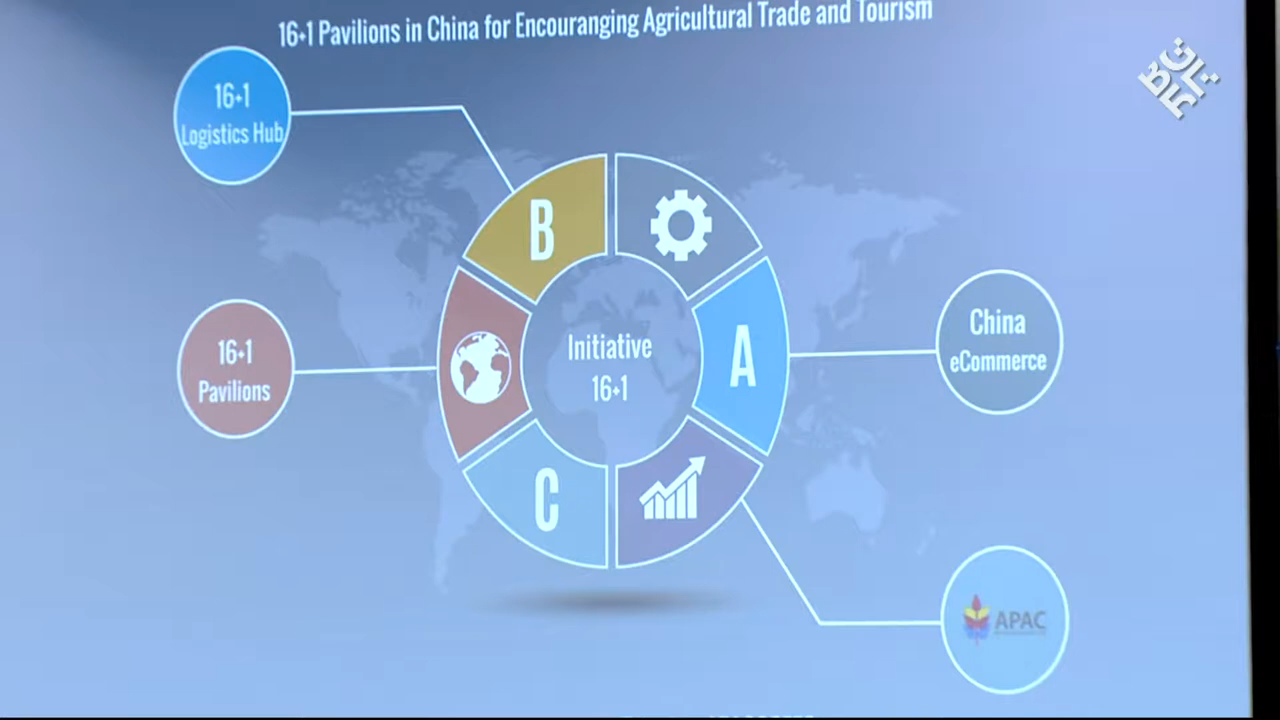 16+1 Pavilions in China for Encouranging Agricultural Trade and Tourism
16+1
Logistics Hub
B
A
Initiative
16+1
China
eCommerce
16+1
Pavilions
C
APAC